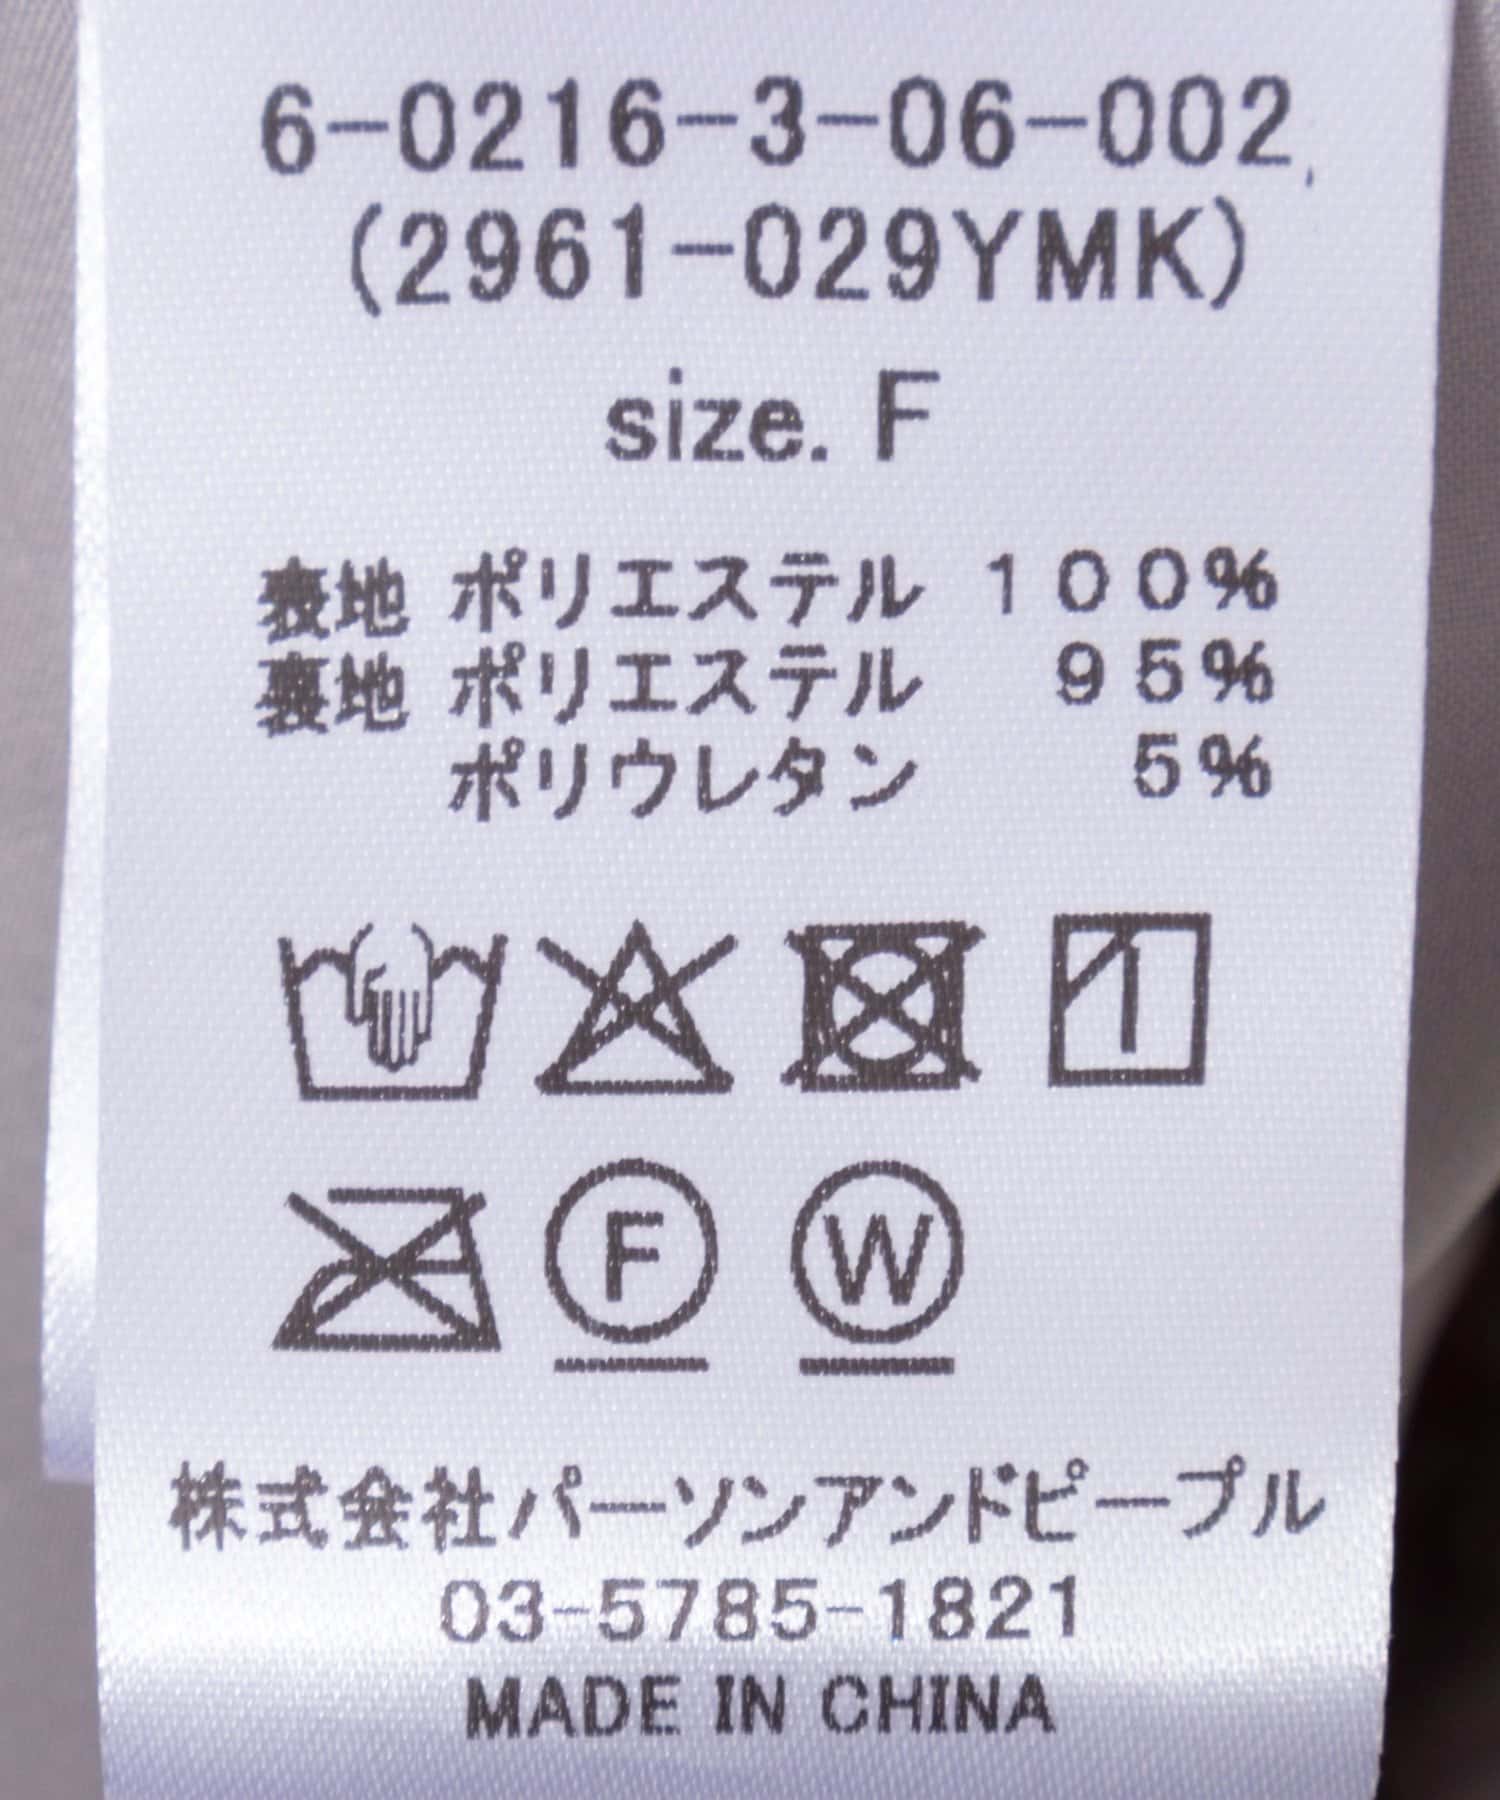 6-0216-3-06-002
(2961-029YMK)
size. F
表地 ポリエステル 100%
裏地 ポリエステル 95%
ポリウレタン 5%
F
W
株式会社パーソンアンドピープル
03-5785-1821
MADE IN CHINA